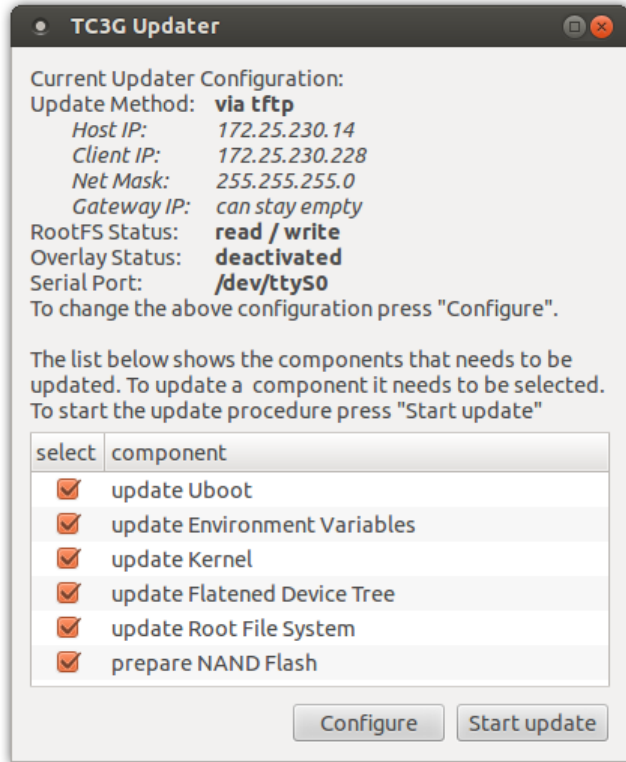 TC3G Updater
Current Updater Configuration:
Update Method: via tftp
Host IP: 172.25.230.14
Client IP: 172.25.230.228
Net Mask: 255.255.255.0
Gateway IP: can stay empty
RootFS Status: read / write
Overlay Status: deactivated
Serial Port: /dev/ttyS0
To change the above configuration press "Configure".
The list below shows the components that needs to be
updated. To update a component it needs to be selected.
To start the update procedure press "Start update"
select component
update Uboot
update Environment Variables
update Kernel
update Flatened Device Tree
update Root File System
prepare NAND Flash
Configure Start update